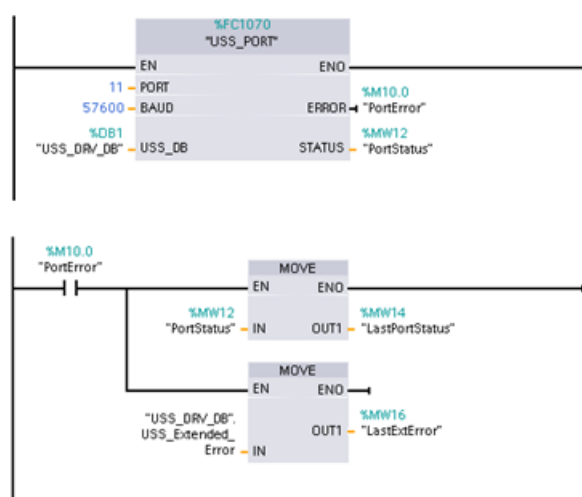 %FC1070
"USS_PORT"
EN ENO
11 PORT
%M10.0
57600 BAUD ERROR "PortError"
%DB1 %MW12
"USS_DRV_DB" USS_DB STATUS "PortStatus"
%M10.0
"PortError"
MOVE
EN ENO
%MW12 %MW14
"PortStatus" IN OUT1 "LastPortStatus"
MOVE
EN ENO
"USS_DRV_DB". %MW16
USS_Extended_ OUT1 "LastExtError"
Error IN